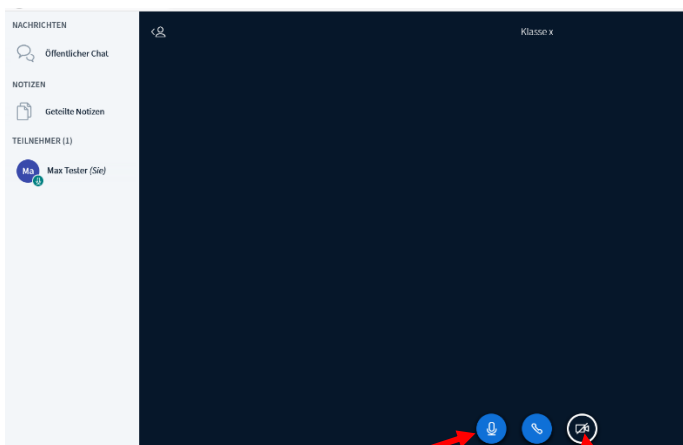 NACHRICHTEN
Klasse x
Öffentlicher Chat
NOTIZEN
Geteilte Notizen
TEILNEHMER (1)
Ma
Max Tester (Sie)